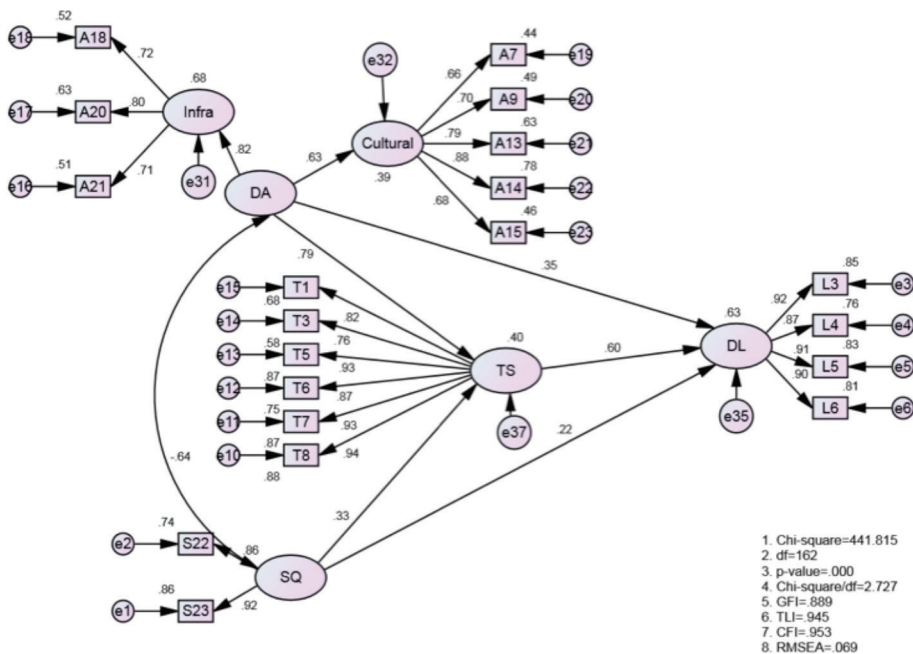 .52
e18 A18
.72
.63
e17 A20
.80
.51
e16 A21
.71
.68
Infra
e31
.82
DA
.63
e32
Cultural
.39
.66
.44
A7 e19
.70
.49
A9 e20
.79
.63
A13 e21
.88
.78
A14 e22
.68
.46
A15 e23
.79
.35
e15 T1
.68
.82
e14 T3
.58
.76
e13 T5
.87
.93
e12 T6
.75
.87
e11 T7
.87
.93
e10 T8
.88
.94
.40
TS
e37
.60
.63
DL
e35
.85
.92
L3 e3
.76
.87
L4 e4
.83
.91
L5 e5
.81
.90
L6 e6
.22
.33
-.64
.74
e2 S22
.86
.86
e1 S23
.92
SQ
1. Chi-square=441.815
2. df=162
3. p-value=.000
4. Chi-square/df=2.727
5. GFI=.889
6. TLI=.945
7. CFI=.953
8. RMSEA=.069